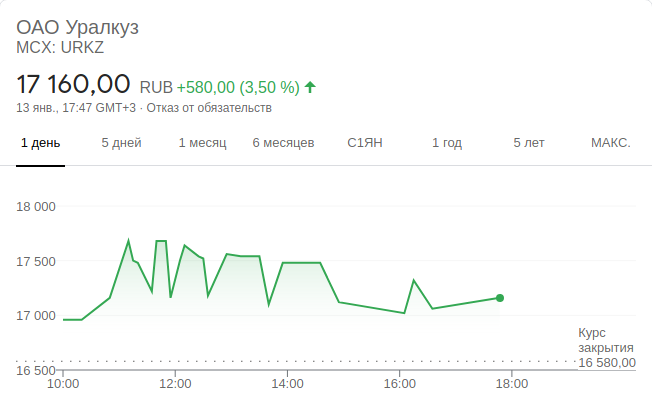 ОАО Уралкуз
MCX: URKZ
17 160,00 RUB +580,00 (3,50 %)
13 янв., 17:47 GMT+3 · Отказ от обязательств
1 день 5 дней 1 месяц 6 месяцев С1ЯН 1 год 5 лет МАКС.
18 000
17 500
17 000
Курс
закрытия
16 580,00
16 500
10:00 12:00 14:00 16:00 18:00